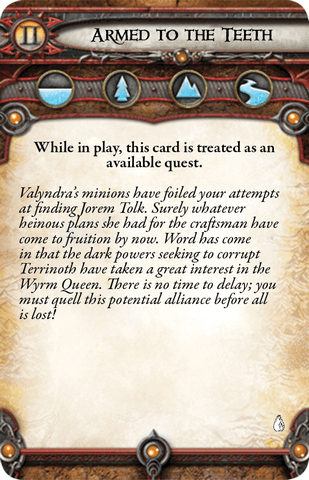 II
Armed to the Teeth
While in play, this card is treated as an
available quest.
Valyndra's minions have foiled your attempts
at finding Jorem Tolk. Surely whatever
heinous plans she had for the craftsman have
come to fruition by now. Word has come
in that the dark powers seeking to corrupt
Terrinoth have taken a great interest in the
Wyrm Queen. There is no time to delay; you
must quell this potential alliance before all
is lost!